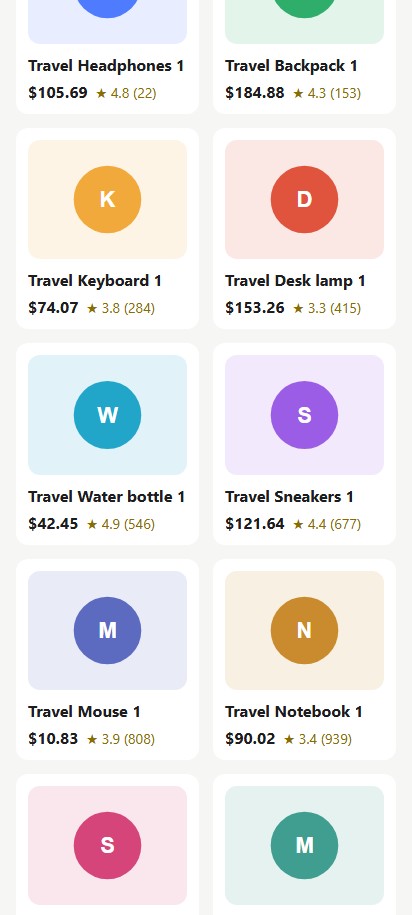 Travel Headphones 1
$105.69 ★ 4.8 (22)
Travel Backpack 1
$184.88 ★ 4.3 (153)
K
Travel Keyboard 1
$74.07 ★ 3.8 (284)
D
Travel Desk lamp 1
$153.26 ★ 3.3 (415)
W
Travel Water bottle 1
$42.45 ★ 4.9 (546)
S
Travel Sneakers 1
$121.64 ★ 4.4 (677)
M
Travel Mouse 1
$10.83 ★ 3.9 (808)
N
Travel Notebook 1
$90.02 ★ 3.4 (939)
S
M